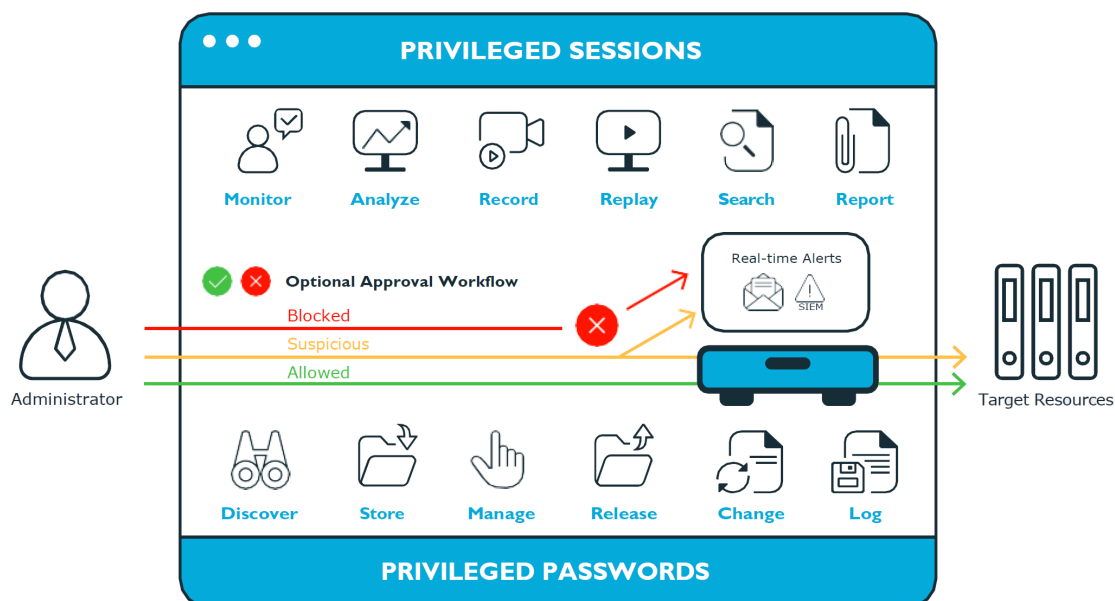 PRIVILEGED SESSIONS
Monitor
Analyze
Record
Replay
Search
Report
Real-time Alerts
SIEM
Optional Approval Workflow
Blocked
Suspicious
Allowed
Administrator
Target Resources
Discover
Store
Manage
Release
Change
Log
PRIVILEGED PASSWORDS